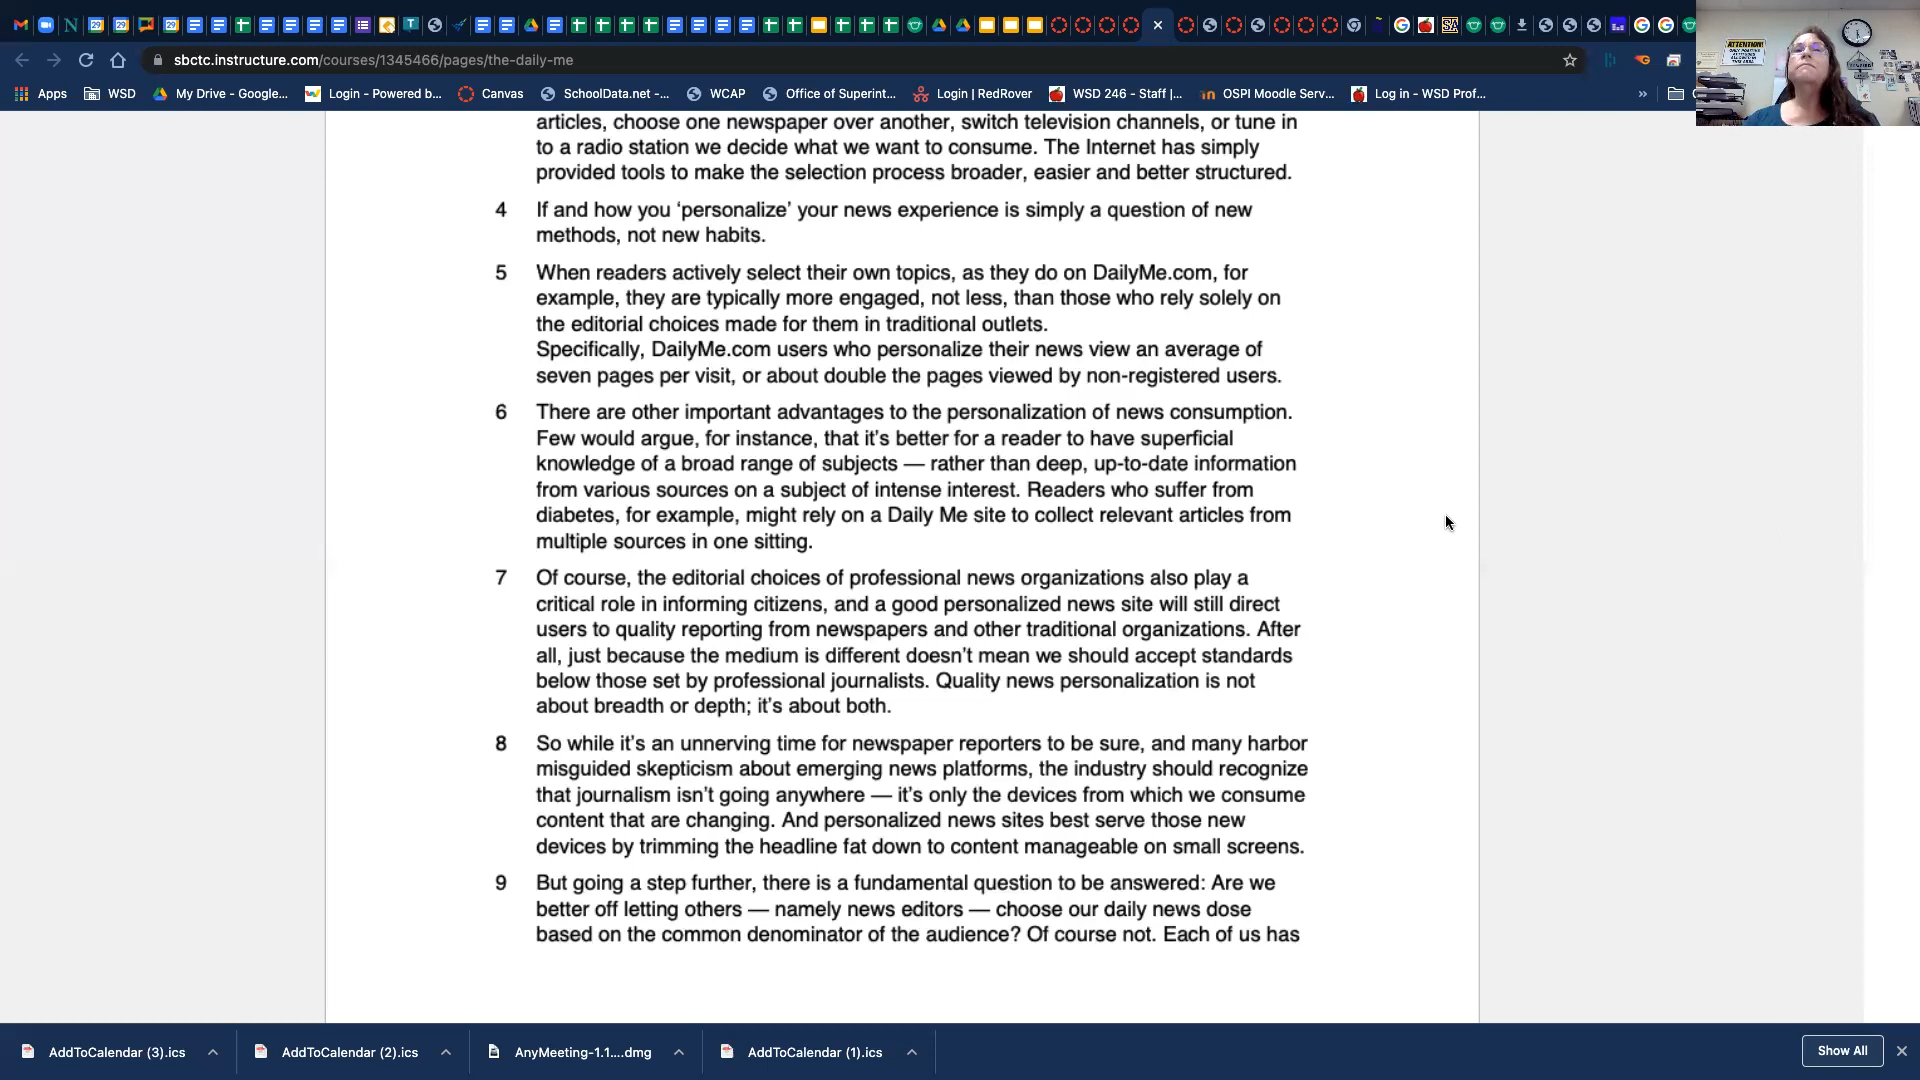 sbctc.instructure.com/courses/1345466/pages/the-daily-me
Apps WSD My Drive - Google... Login - Powered b... Canvas SchoolData.net -... WCAP Office of Superint... Login | RedRover WSD 246 - Staff |... OSPI Moodle Serv... Log in - WSD Prof... »
ATTENTION!
articles, choose one newspaper over another, switch television channels, or tune in
to a radio station we decide what we want to consume. The Internet has simply
provided tools to make the selection process broader, easier and better structured.
4 If and how you ‘personalize’ your news experience is simply a question of new
methods, not new habits.
5 When readers actively select their own topics, as they do on DailyMe.com, for
example, they are typically more engaged, not less, than those who rely solely on
the editorial choices made for them in traditional outlets.
Specifically, DailyMe.com users who personalize their news view an average of
seven pages per visit, or about double the pages viewed by non-registered users.
6 There are other important advantages to the personalization of news consumption.
Few would argue, for instance, that it’s better for a reader to have superficial
knowledge of a broad range of subjects — rather than deep, up-to-date information
from various sources on a subject of intense interest. Readers who suffer from
diabetes, for example, might rely on a Daily Me site to collect relevant articles from
multiple sources in one sitting.
7 Of course, the editorial choices of professional news organizations also play a
critical role in informing citizens, and a good personalized news site will still direct
users to quality reporting from newspapers and other traditional organizations. After
all, just because the medium is different doesn’t mean we should accept standards
below those set by professional journalists. Quality news personalization is not
about breadth or depth; it’s about both.
8 So while it’s an unnerving time for newspaper reporters to be sure, and many harbor
misguided skepticism about emerging news platforms, the industry should recognize
that journalism isn’t going anywhere — it’s only the devices from which we consume
content that are changing. And personalized news sites best serve those new
devices by trimming the headline fat down to content manageable on small screens.
9 But going a step further, there is a fundamental question to be answered: Are we
better off letting others — namely news editors — choose our daily news dose
based on the common denominator of the audience? Of course not. Each of us has
AddToCalendar (3).ics AddToCalendar (2).ics AnyMeeting-1.1....dmg AddToCalendar (1).ics Show All